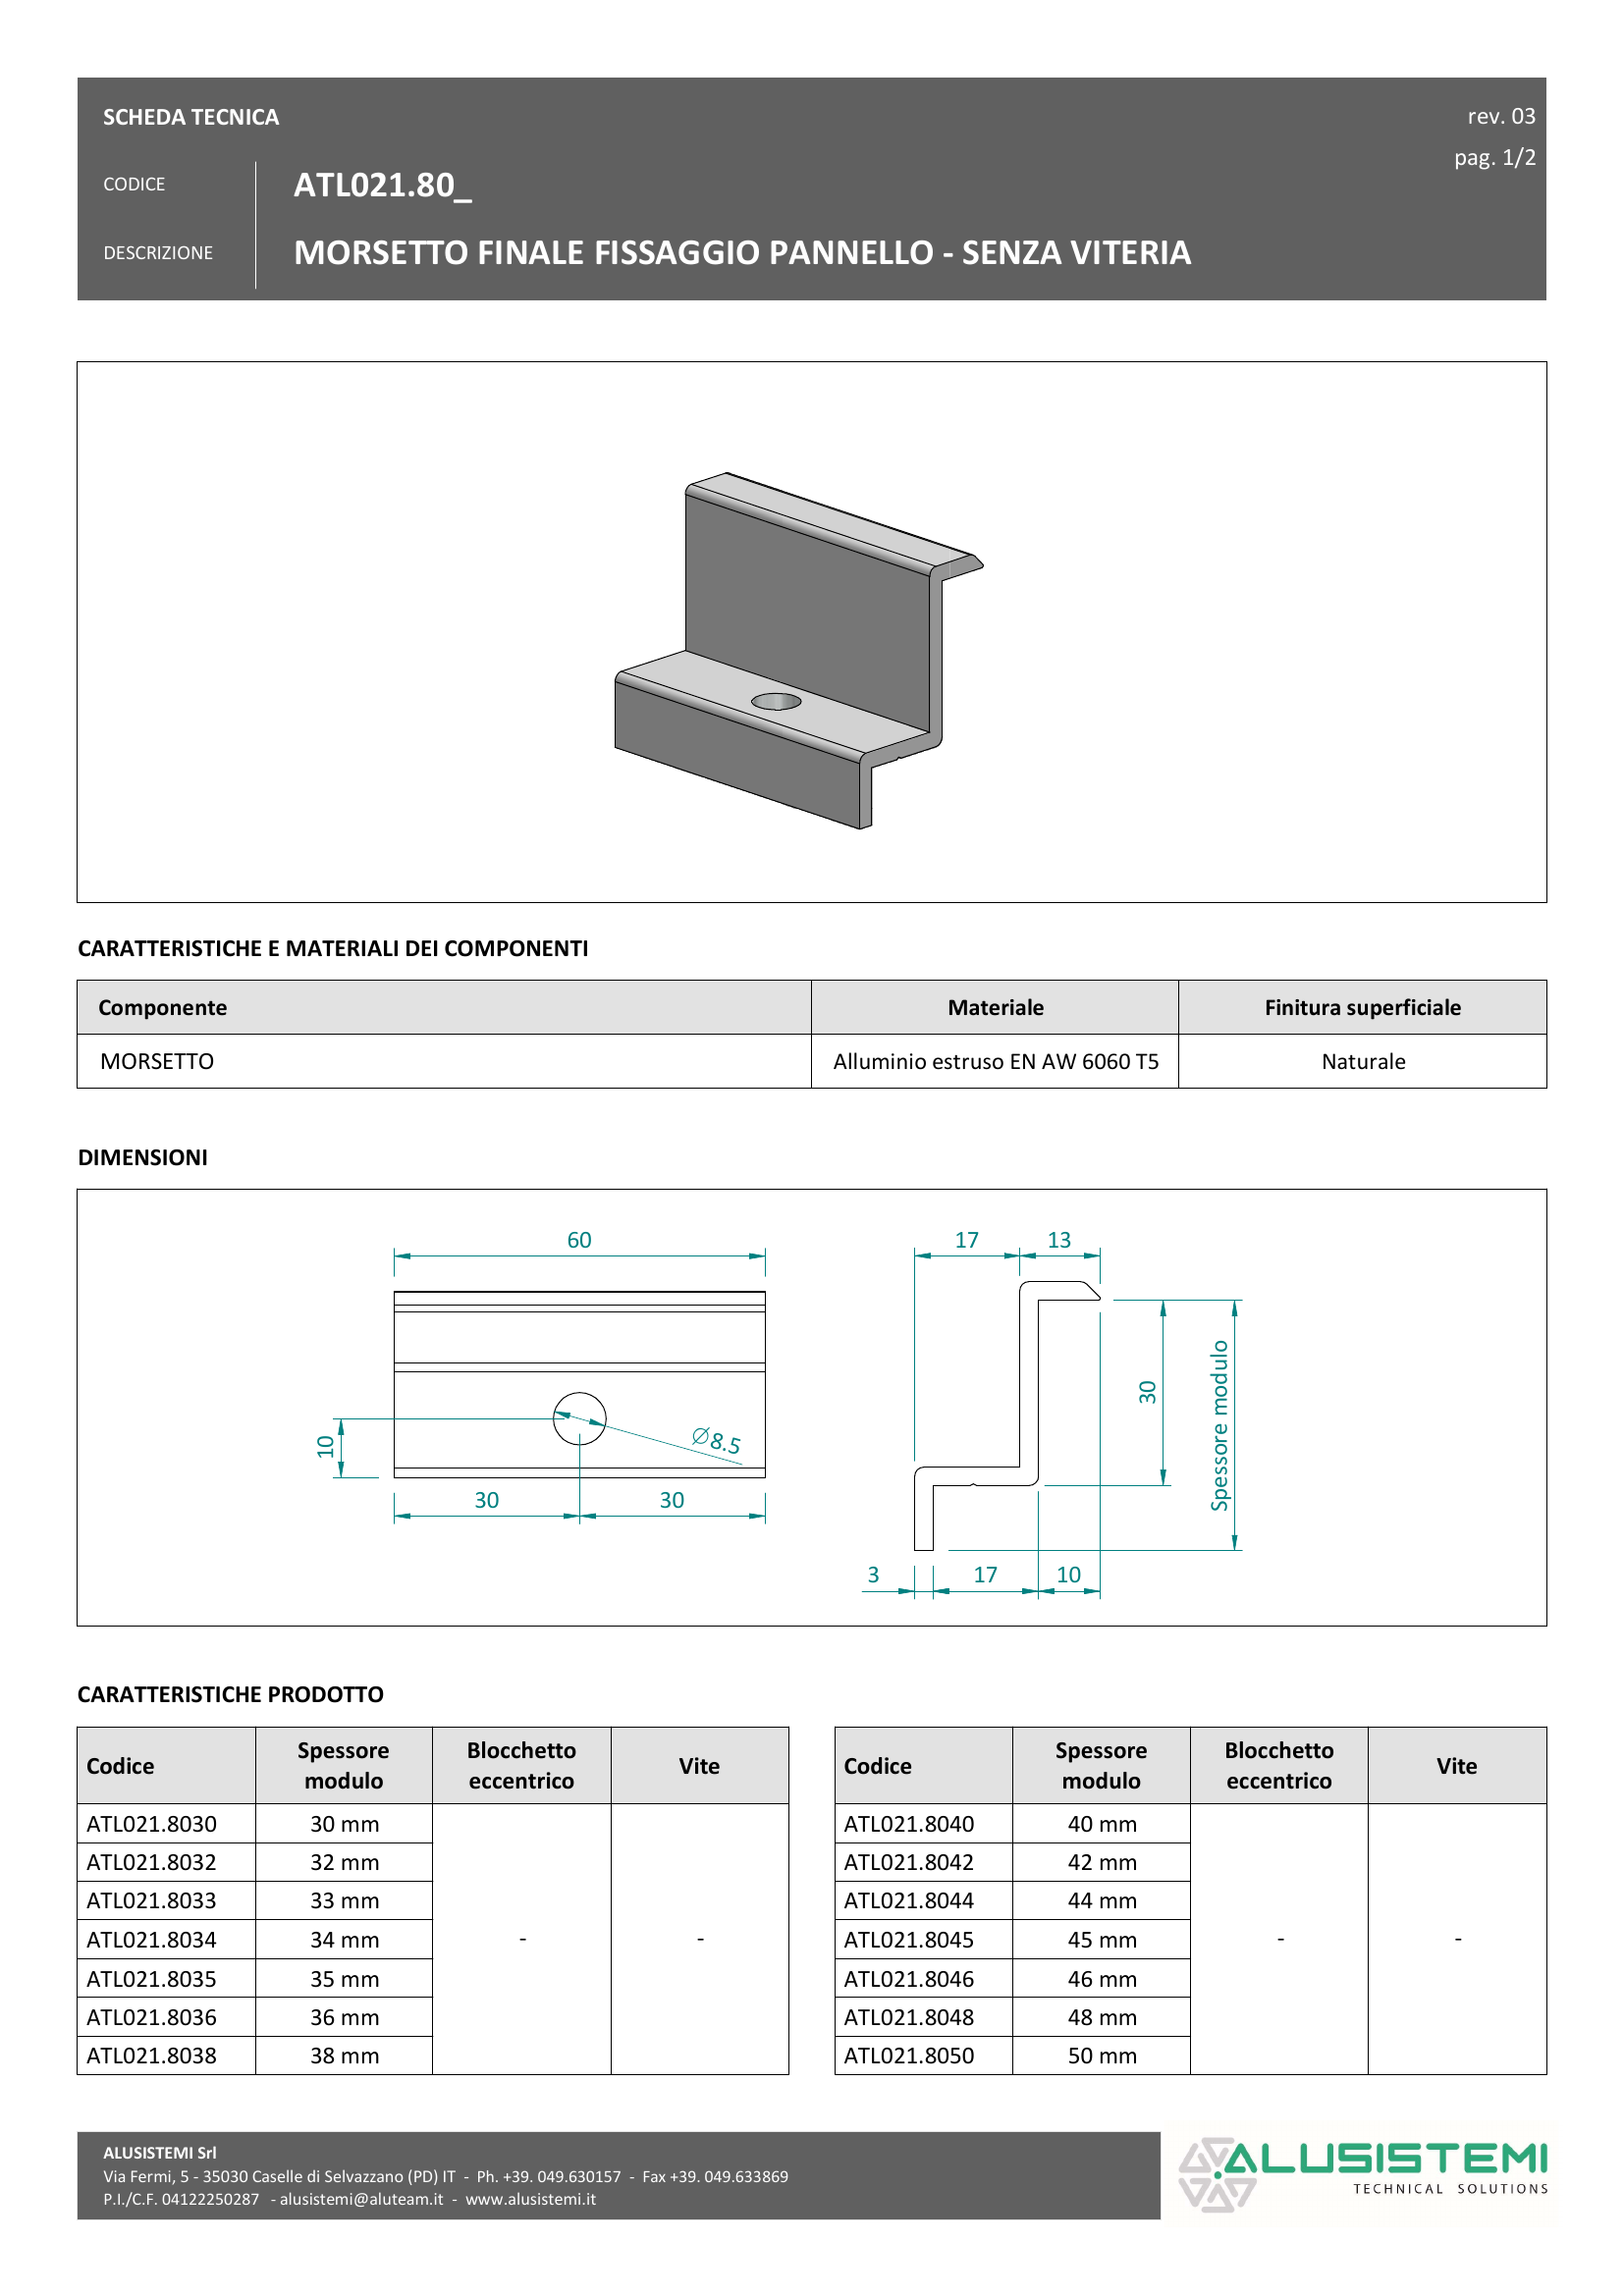 SCHEDA TECNICA
rev. 03
pag. 1/2
CODICE
ATL021.80_
DESCRIZIONE
MORSETTO FINALE FISSAGGIO PANNELLO - SENZA VITERIA
CARATTERISTICHE E MATERIALI DEI COMPONENTI
Componente Materiale Finitura superficiale
MORSETTO Alluminio estruso EN AW 6060 T5 Naturale
DIMENSIONI
60
10
Ø8.5
30 30
17 13
30
Spessore modulo
3 17 10
CARATTERISTICHE PRODOTTO
Codice Spessore modulo Blocchetto eccentrico Vite
ATL021.8030 30 mm
ATL021.8032 32 mm
ATL021.8033 33 mm
ATL021.8034 34 mm - -
ATL021.8035 35 mm
ATL021.8036 36 mm
ATL021.8038 38 mm
Codice Spessore modulo Blocchetto eccentrico Vite
ATL021.8040 40 mm
ATL021.8042 42 mm
ATL021.8044 44 mm
ATL021.8045 45 mm - -
ATL021.8046 46 mm
ATL021.8048 48 mm
ATL021.8050 50 mm
ALUSISTEMI Srl
Via Fermi, 5 - 35030 Caselle di Selvazzano (PD) IT - Ph. +39. 049.630157 - Fax +39. 049.633869
P.I./C.F. 04122250287 - alusistemi@aluteam.it - www.alusistemi.it
ALUSISTEMI
TECHNICAL SOLUTIONS